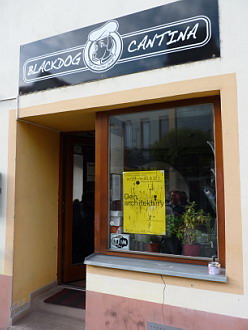 BLACKDOG CANTINA
Den
architektury